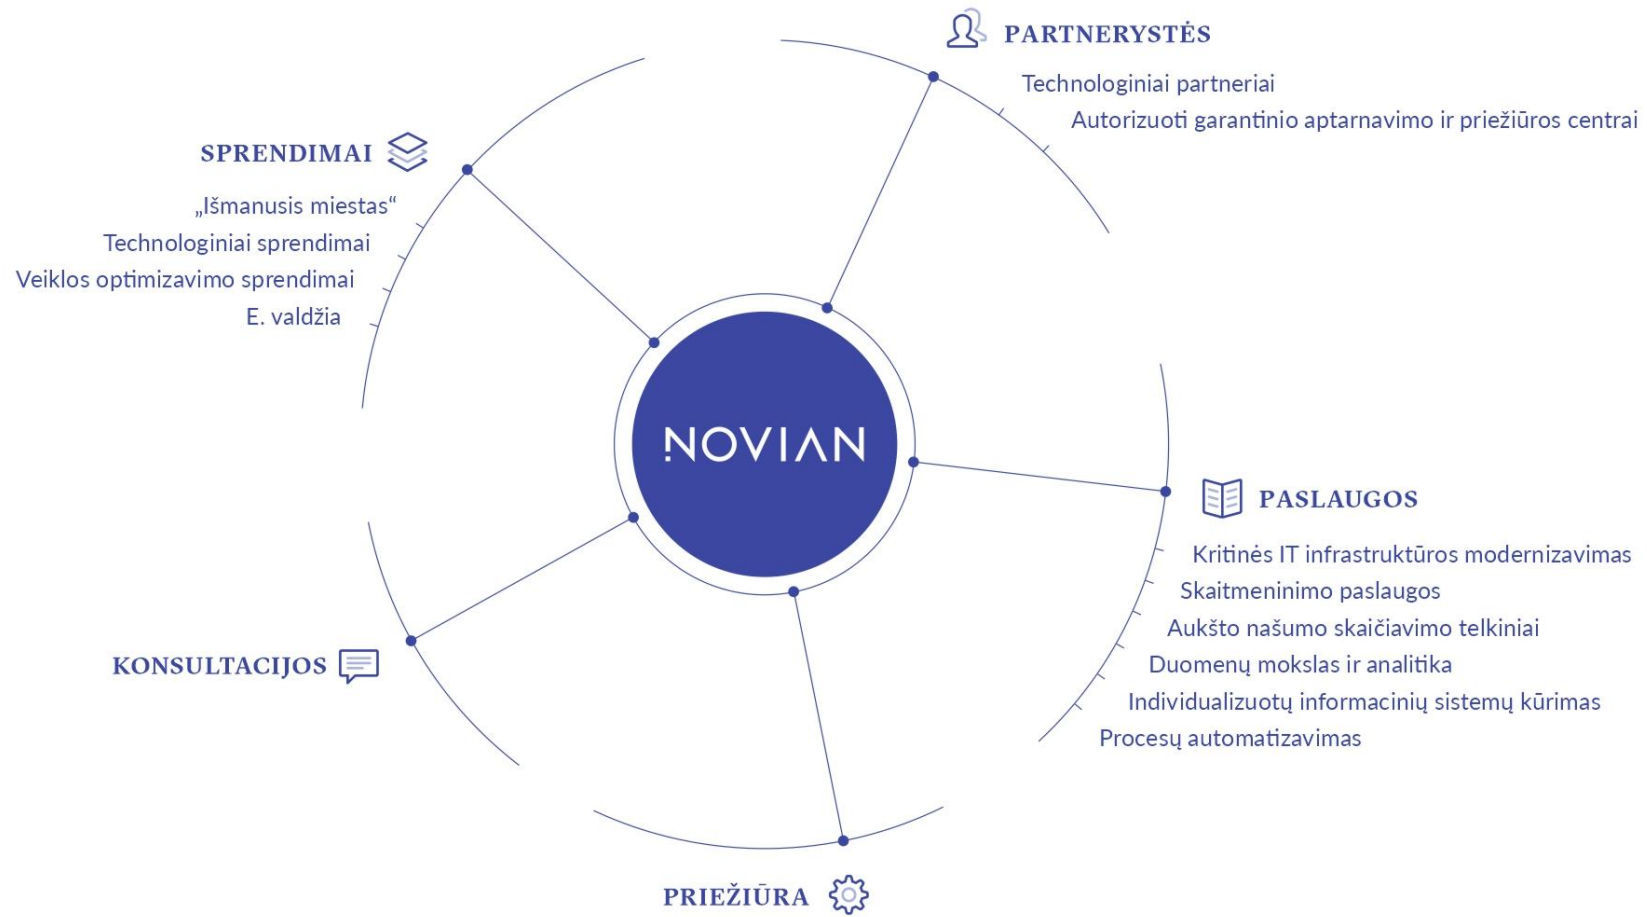 PARTNERYSTĖS
Technologiniai partneriai
Autorizuoti garantinio aptarnavimo ir priežiūros centrai
SPRENDIMAI
„Išmanusis miestas“
Technologiniai sprendimai
Veiklos optimizavimo sprendimai
E. valdžia
NOVIAN
PASLAUGOS
Kritinės IT infrastruktūros modernizavimas
Skaitmeninimo paslaugos
Aukšto našumo skaičiavimo telkiniai
Duomenų mokslas ir analitika
Individualizuotų informacinių sistemų kūrimas
Procesų automatizavimas
KONSULTACIJOS
PRIEŽIŪRA